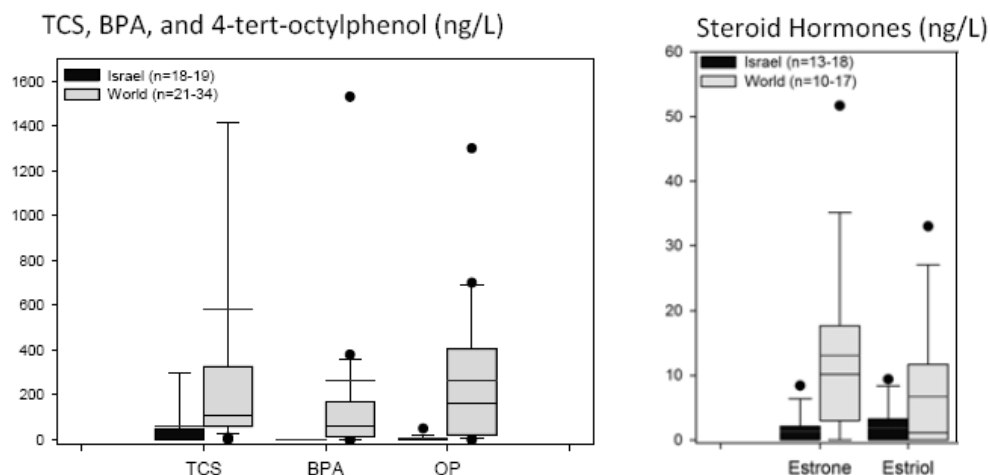 TCS, BPA, and 4-tert-octylphenol (ng/L)
Israel (n=18-19)
World (n=21-34)
1600
1400
1200
1000
800
600
400
200
0
TCS BPA OP
Steroid Hormones (ng/L)
Israel (n=13-18)
World (n=10-17)
60
50
40
30
20
10
0
Estrone Estriol